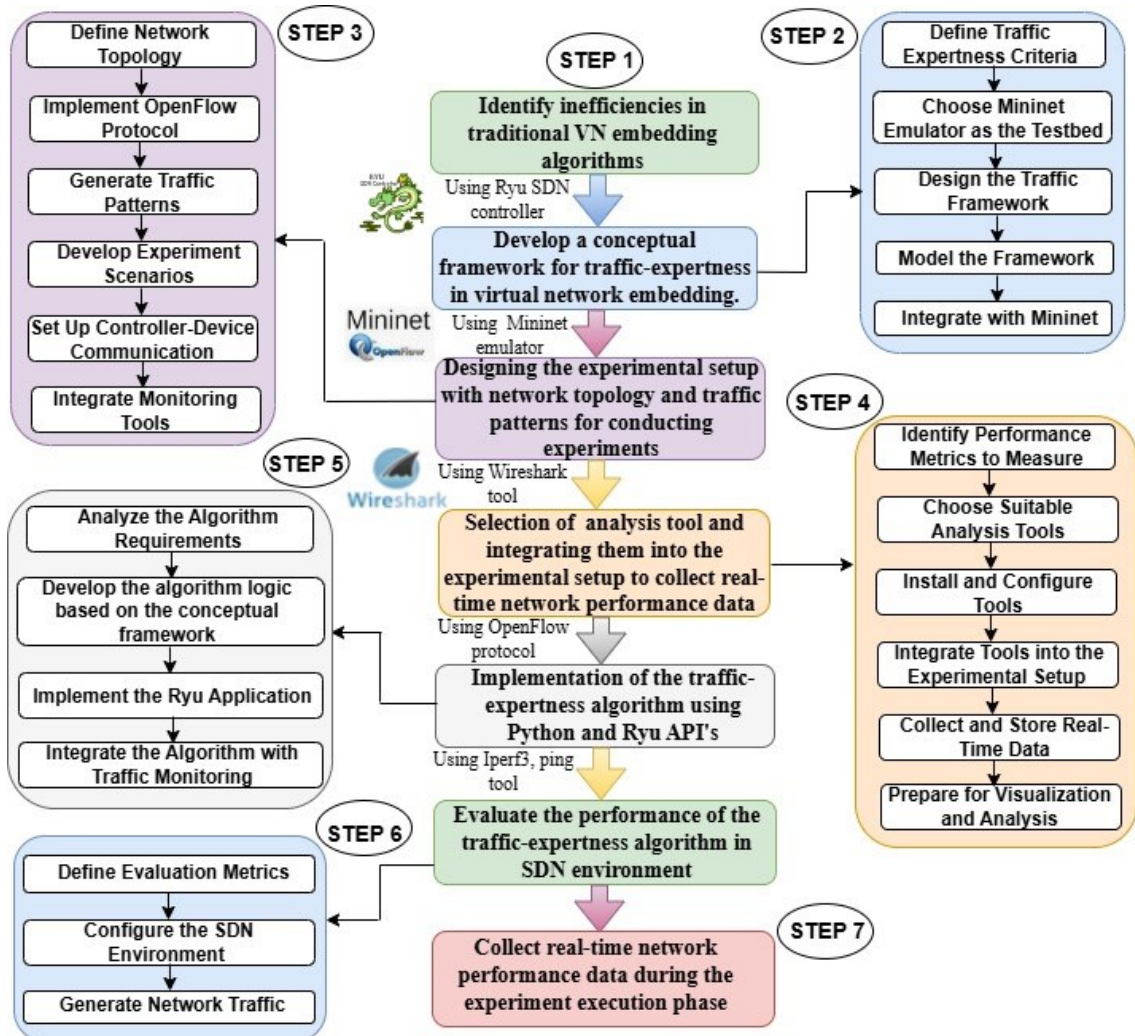 STEP 3
Define Network
Topology
Implement OpenFlow
Protocol
Generate Traffic
Patterns
Develop Experiment
Scenarios
Set Up Controller-Device
Communication
Integrate Monitoring
Tools
STEP 1
Identify inefficiencies in
traditional VN embedding
algorithms
RYU
SDN Controller
Using Ryu SDN
controller
Develop a conceptual
framework for traffic-expertness
in virtual network embedding.
Mininet
OpenFlow
Using Mininet
emulator
Designing the experimental setup
with network topology and traffic
patterns for conducting
experiments
Wireshark
Using Wireshark
tool
Selection of analysis tool and
integrating them into the
experimental setup to collect real-
time network performance data
Using OpenFlow
protocol
Implementation of the traffic-
expertness algorithm using
Python and Ryu API's
Using Iperf3, ping
tool
Evaluate the performance of the
traffic-expertness algorithm in
SDN environment
Collect real-time network
performance data during the
experiment execution phase
STEP 2
Define Traffic
Expertness Criteria
Choose Mininet
Emulator as the Testbed
Design the Traffic
Framework
Model the Framework
Integrate with Mininet
STEP 4
Identify Performance
Metrics to Measure
Choose Suitable
Analysis Tools
Install and Configure
Tools
Integrate Tools into the
Experimental Setup
Collect and Store Real-
Time Data
Prepare for Visualization
and Analysis
STEP 5
Analyze the Algorithm
Requirements
Develop the algorithm logic
based on the conceptual
framework
Implement the Ryu Application
Integrate the Algorithm with
Traffic Monitoring
STEP 6
Define Evaluation Metrics
Configure the SDN
Environment
Generate Network Traffic
STEP 7